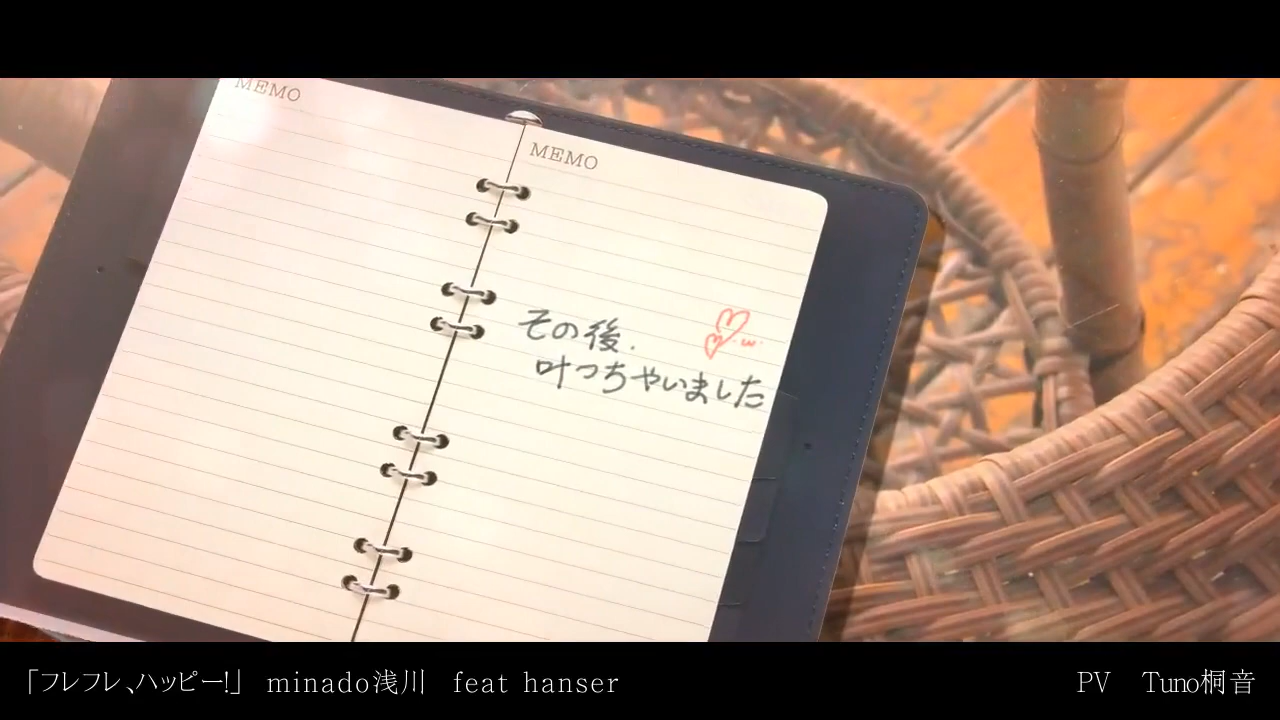 MEMO
MEMO
その後.
叶っちゃいました
･ω･
「フレフレ、ハッピー!」 minado浅川 feat hanser
PV Tuno桐音